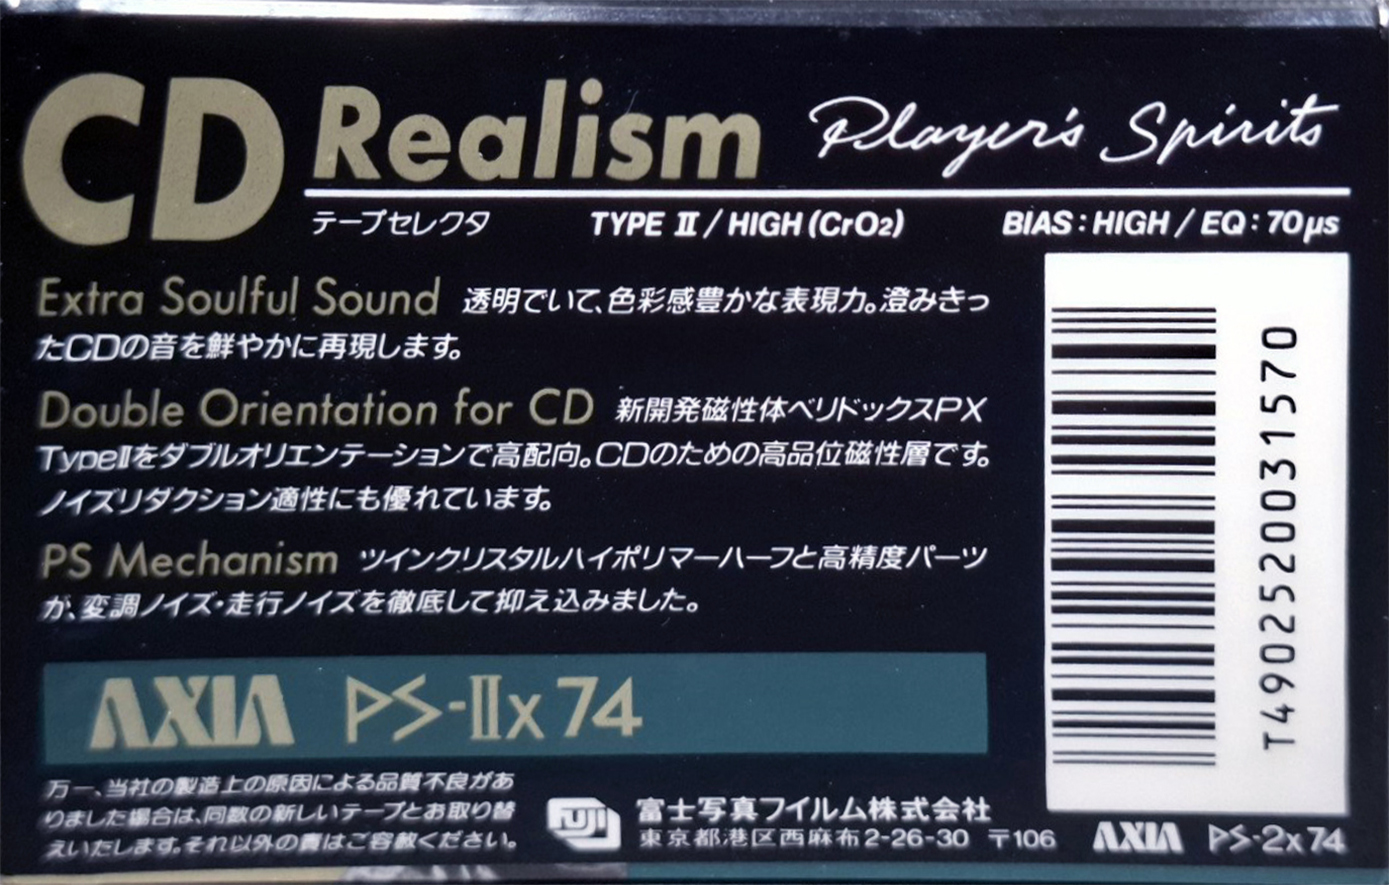 CD Realism Player's Spirits
テープセレクタ TYPE Ⅱ/HIGH(CrO2) BIAS:HIGH/EQ:70μs
Extra Soulful Sound 透明でいて、色彩感豊かな表現力。澄みきっ
たCDの音を鮮やかに再現します。
Double Orientation for CD 新開発磁性体ベリドックスPX
TypeⅡをダブルオリエンテーションで高配向。CDのための高品位磁性層です。
ノイズリダクション適性にも優れています。
PS Mechanism ツインクリスタルハイポリマーハーフと高精度パーツ
が、変調ノイズ・走行ノイズを徹底して抑え込みました。
AXIA PS-Ⅱx 74
万一、当社の製造上の原因による品質不良があ
りました場合は、同数の新しいテープとお取り替
えいたします。それ以外の責はご容赦ください。
FUJI 富士写真フイルム株式会社
東京都港区西麻布2-26-30 〒106
T4902520031570
AXIA PS-2x 74